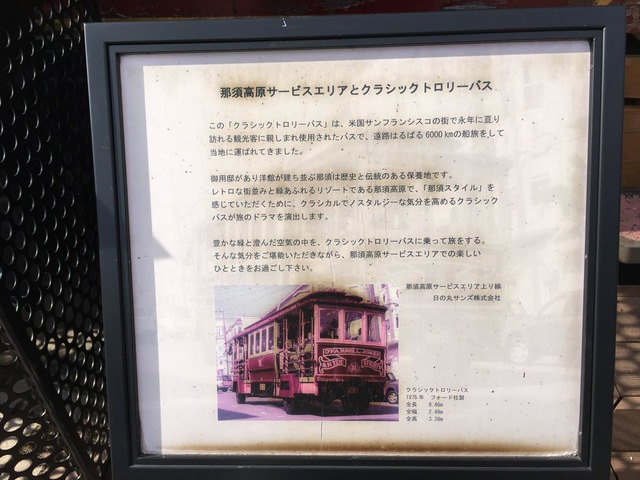 那須高原サービスエリアとクラシックトロリーバス
この「クラシックトロリーバス」は、米国サンフランシスコの街で永年に亘り
訪れる観光客に親しまれ使用されたバスで、遠路はるばる 6000 kmの船旅をして
当地に運ばれてきました。
御用邸があり洋館が建ち並ぶ那須は歴史と伝統のある保養地です。
レトロな街並みと緑あふれるリゾートである那須高原で、「那須スタイル」を
感じていただくために、クラシカルでノスタルジーな気分を高めるクラシック
バスが旅のドラマを演出します。
豊かな緑と澄んだ空気の中を、クラシックトロリーバスに乗って旅をする。
そんな気分をご堪能いただきながら、那須高原サービスエリアでの楽しい
ひとときをお過ごし下さい。
那須高原サービスエリア上り線
日の丸サンズ株式会社
O'FARRELL, JONES
クラシックトロリーバス
1975 年 フォード社製
全長 9.46m
全幅 2.48m
全高 3.39m